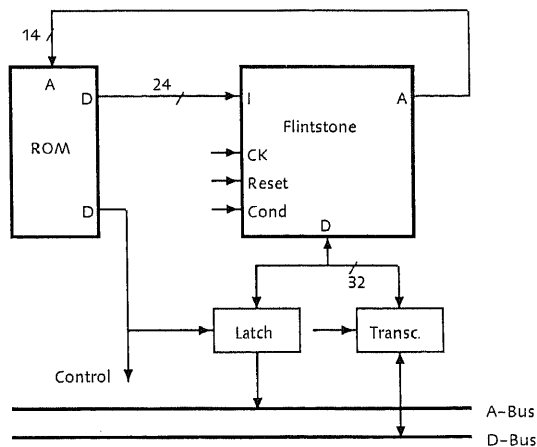 14
A
D
24
I
A
Flintstone
ROM
CK
Reset
D
Cond
D
32
Latch
Transc.
Control
A-Bus
D-Bus